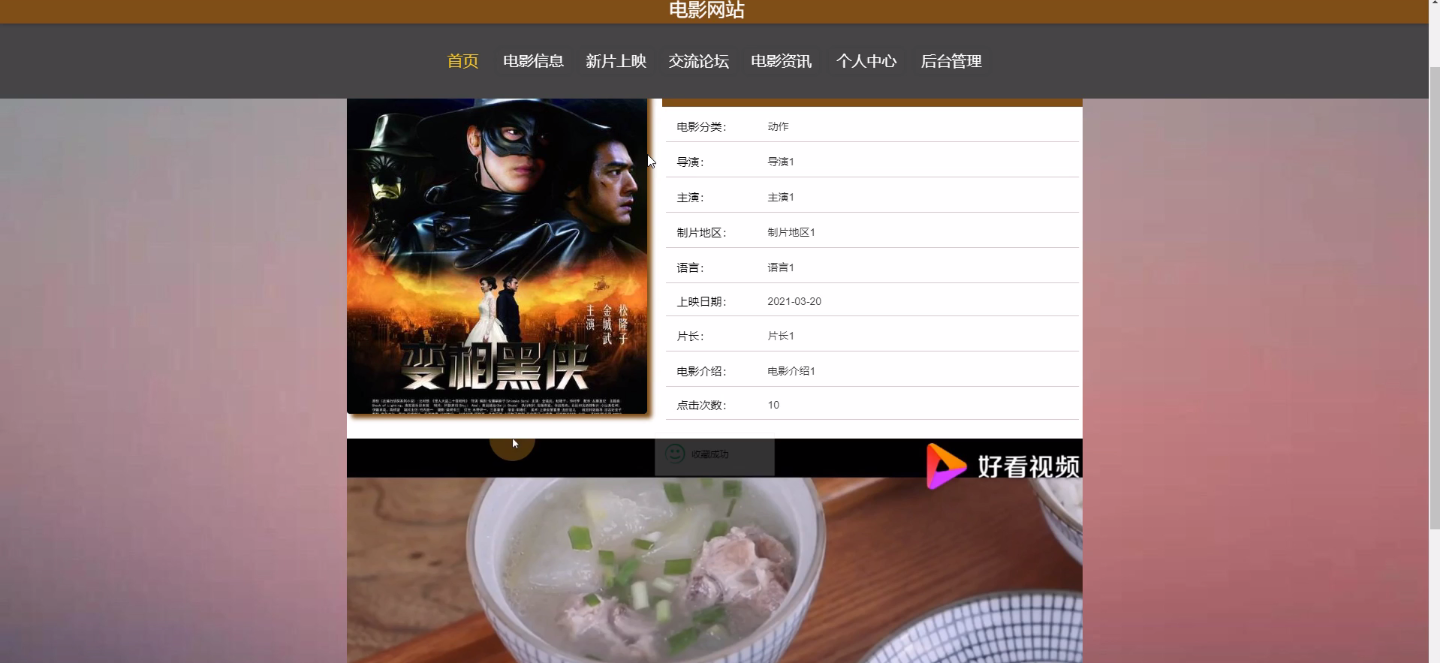 电影网站
首页 电影信息 新片上映 交流论坛 电影资讯 个人中心 后台管理
电影分类： 动作
导演： 导演1
主演： 主演1
制片地区： 制片地区1
语言： 语言1
上映日期： 2021-03-20
片长： 片长1
电影介绍： 电影介绍1
点击次数： 10
主演
金城武
松隆子
变相黑侠
收藏成功
好看视频